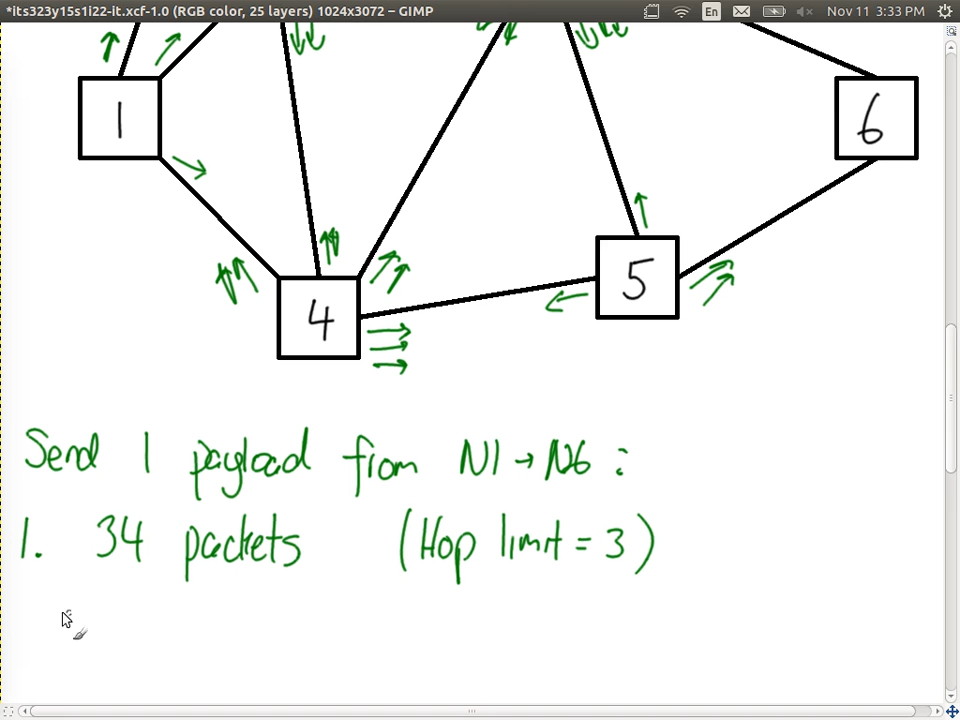 *its323y15s1i22-it.xcf-1.0 (RGB color, 25 layers) 1024x3072 – GIMP
En
Nov 11 3:33 PM
1
6
5
4
Send 1 payload from N1→N6 :
1. 34 packets (Hop limit = 3)